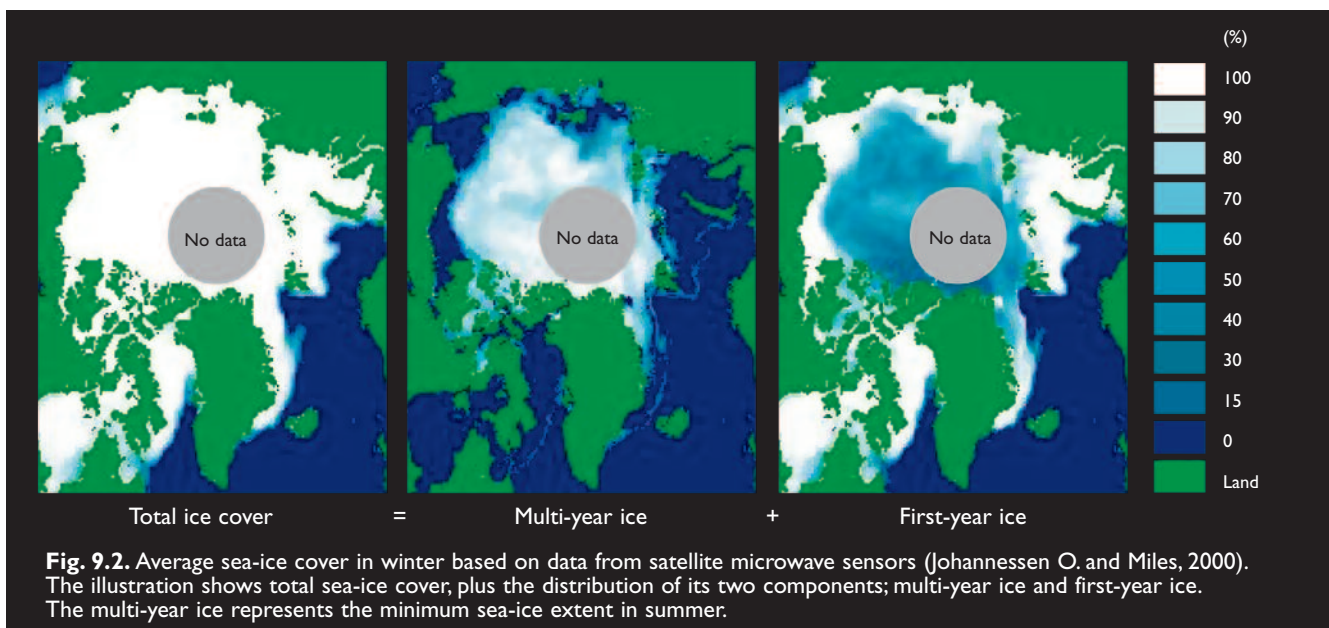 (%)
100
90
80
70
60
50
40
30
15
0
Land
No data
No data
No data
Total ice cover = Multi-year ice + First-year ice
Fig. 9.2. Average sea-ice cover in winter based on data from satellite microwave sensors (Johannessen O. and Miles, 2000).
The illustration shows total sea-ice cover, plus the distribution of its two components; multi-year ice and first-year ice.
The multi-year ice represents the minimum sea-ice extent in summer.